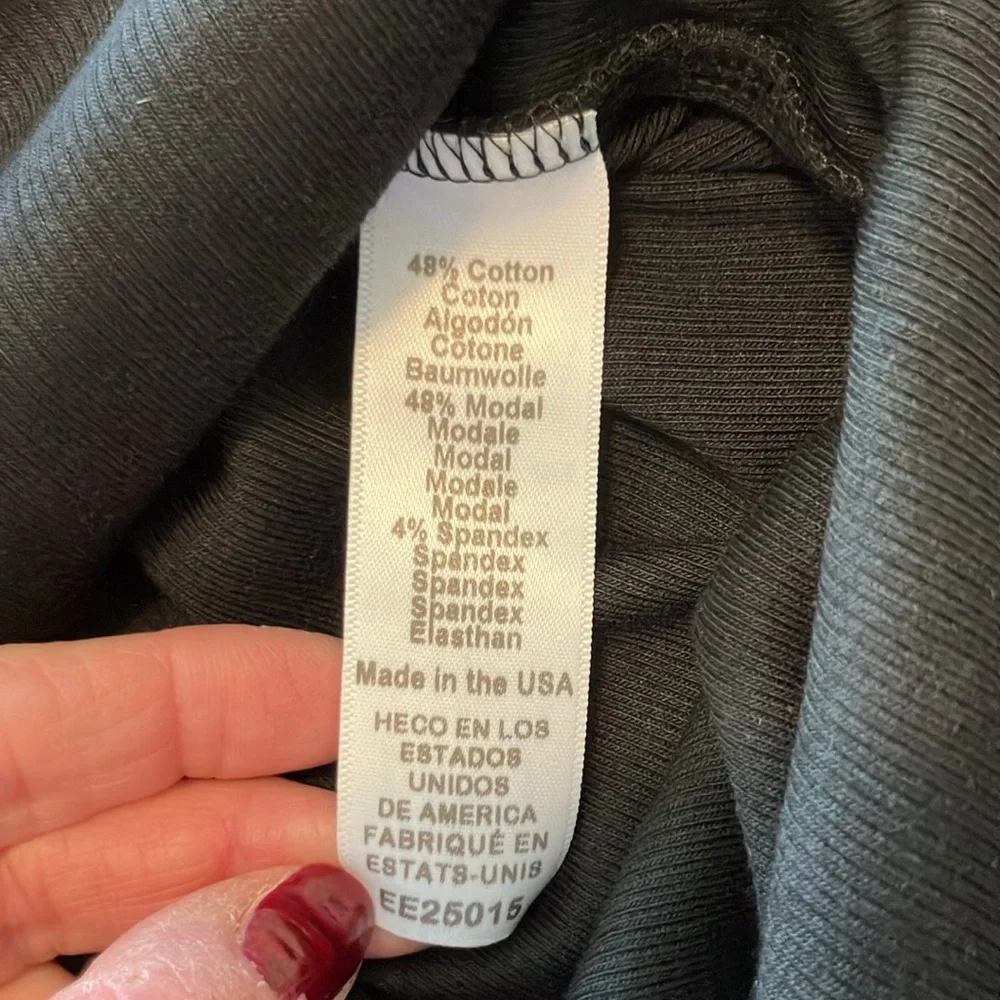 48% Cotton
Coton
Algodón
Cotone
Baumwolle
48% Modal
Modale
Modal
Modale
Modal
4% Spandex
Spandex
Spandex
Spandex
Elasthan
Made in the USA
HECO EN LOS
ESTADOS
UNIDOS
DE AMERICA
FABRIQUÉ EN
ESTATS-UNIS
EE25015